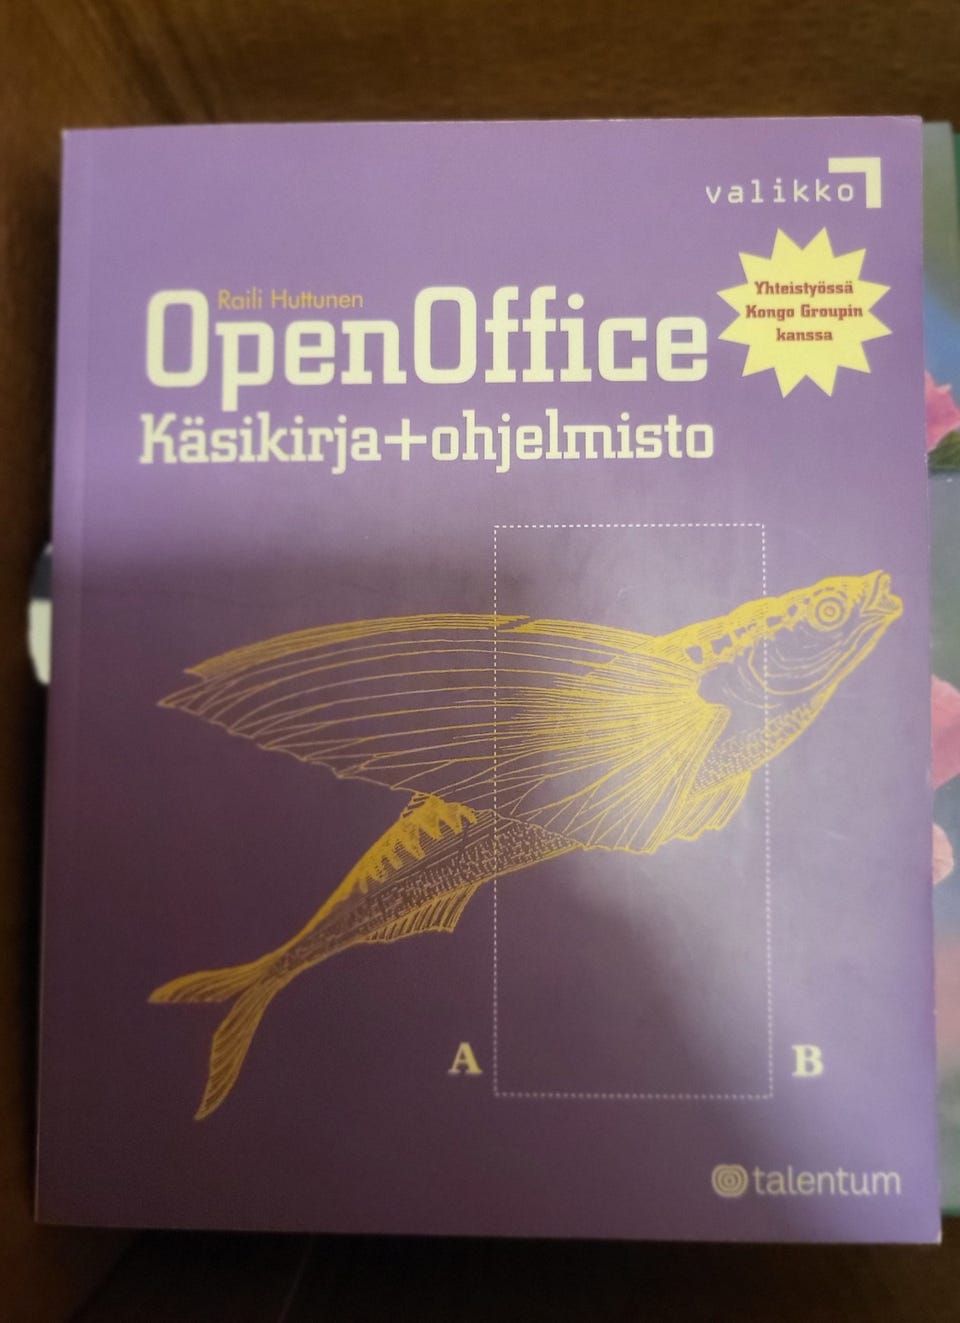 valikko
Yhteistyössä
Kongo Groupin
kanssa
Raili Huttunen
OpenOffice
Käsikirja+ohjelmisto
A
B
talentum